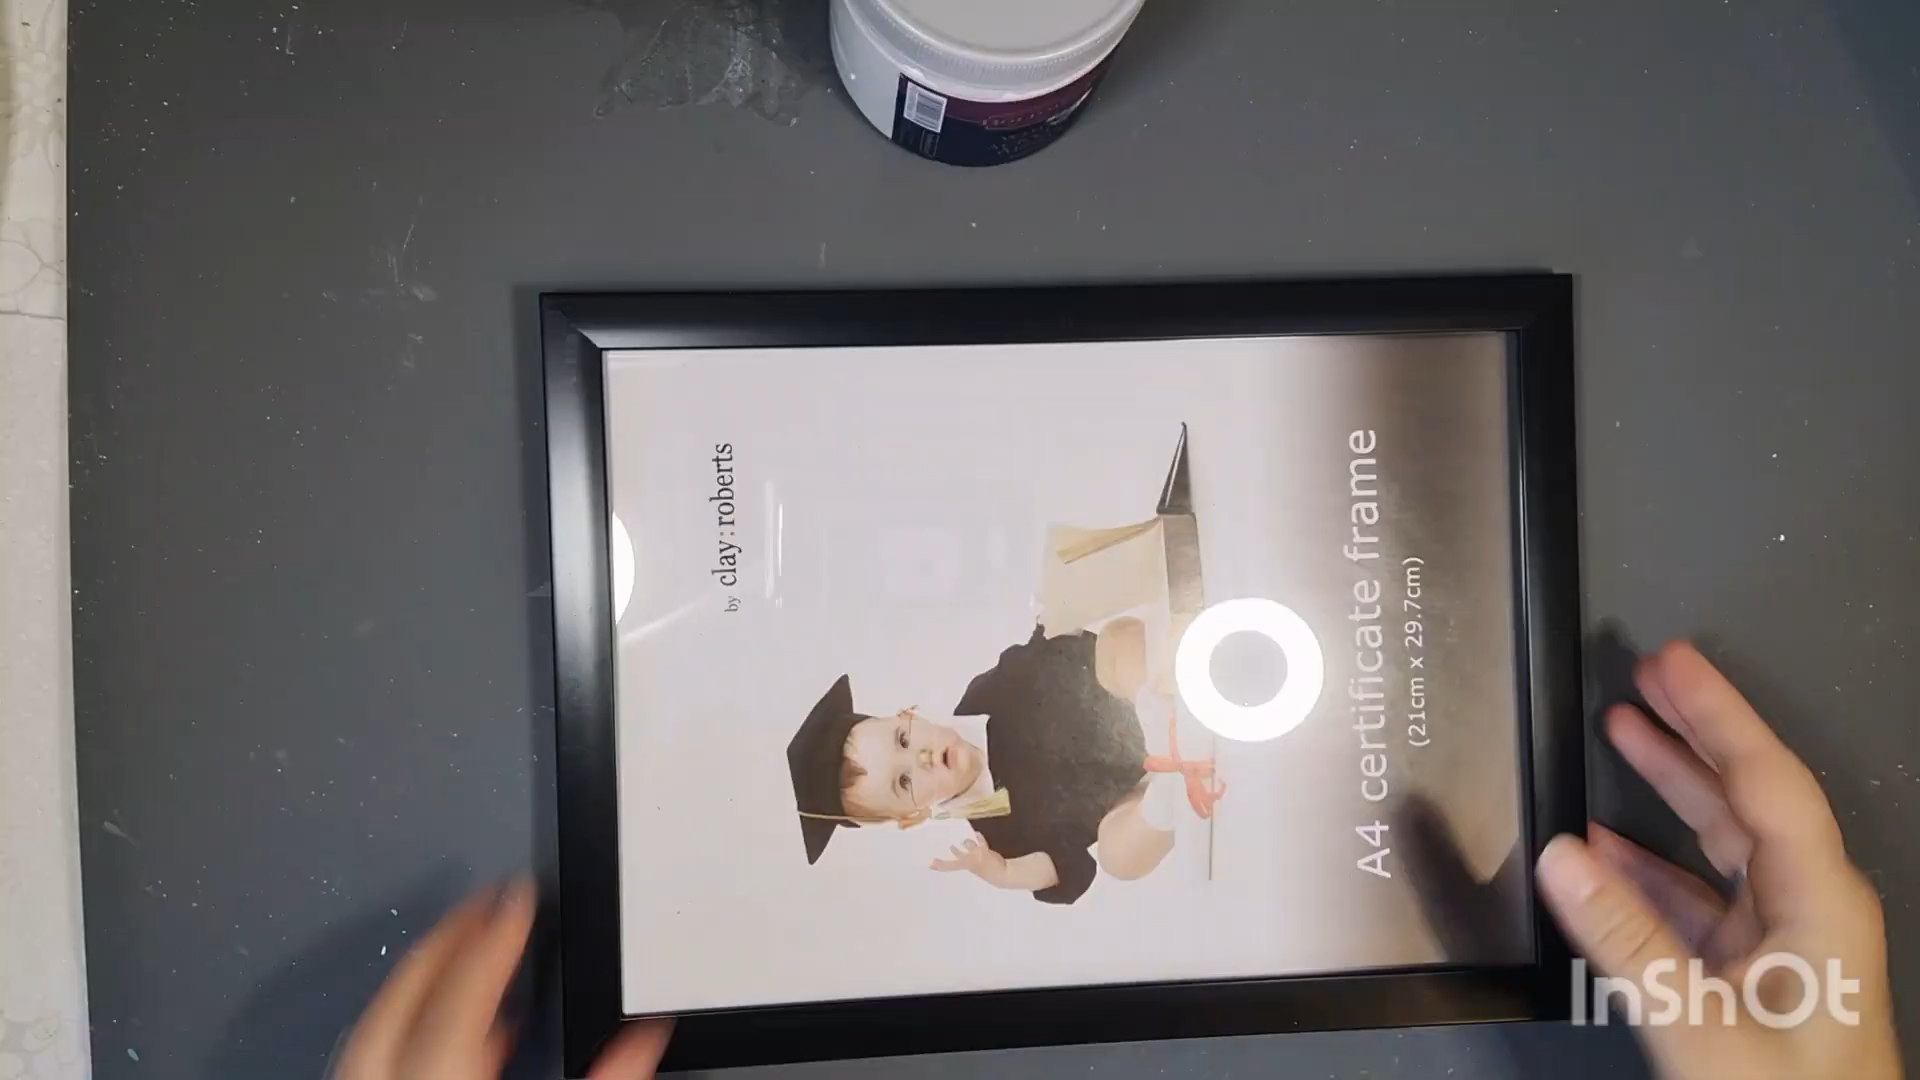 by clay:roberts
A4 certificate frame
(21cm x 29.7cm)
InShOt